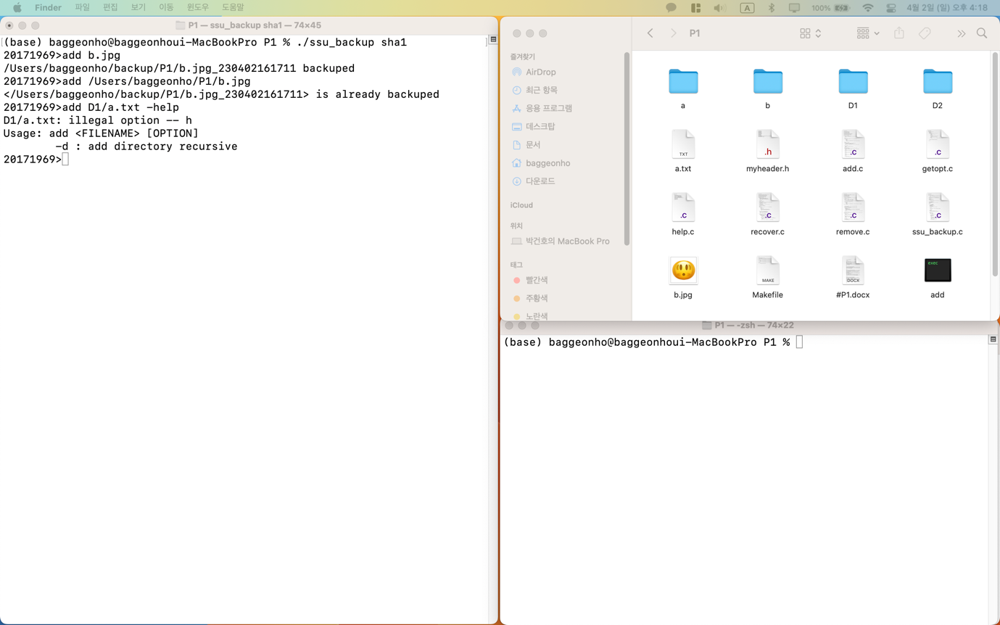 Finder 파일 편집 보기 이동 윈도우 도움말 A 100% 4월 2일 (일) 오후 4:18
P1 — ssu_backup sha1 — 74×45
(base) baggeonho@baggeonhoui-MacBookPro P1 % ./ssu_backup sha1
20171969>add b.jpg
/Users/baggeonho/backup/P1/b.jpg_230402161711 backuped
20171969>add /Users/baggeonho/P1/b.jpg
</Users/baggeonho/backup/P1/b.jpg_230402161711> is already backuped
20171969>add D1/a.txt -help
D1/a.txt: illegal option -- h
Usage: add <FILENAME> [OPTION]
-d : add directory recursive
20171969>
P1
즐겨찾기
AirDrop
최근 항목
응용 프로그램
데스크탑
문서
baggeonho
다운로드
iCloud
위치
박건호의 MacBook Pro
태그
빨간색
주황색
노란색
a b D1 D2
TXT .h .c .c
a.txt myheader.h add.c getopt.c
.c .c .c .c
help.c recover.c remove.c ssu_backup.c
MAKE DOCX exec
b.jpg Makefile #P1.docx add
P1 — -zsh — 74×22
(base) baggeonho@baggeonhoui-MacBookPro P1 %